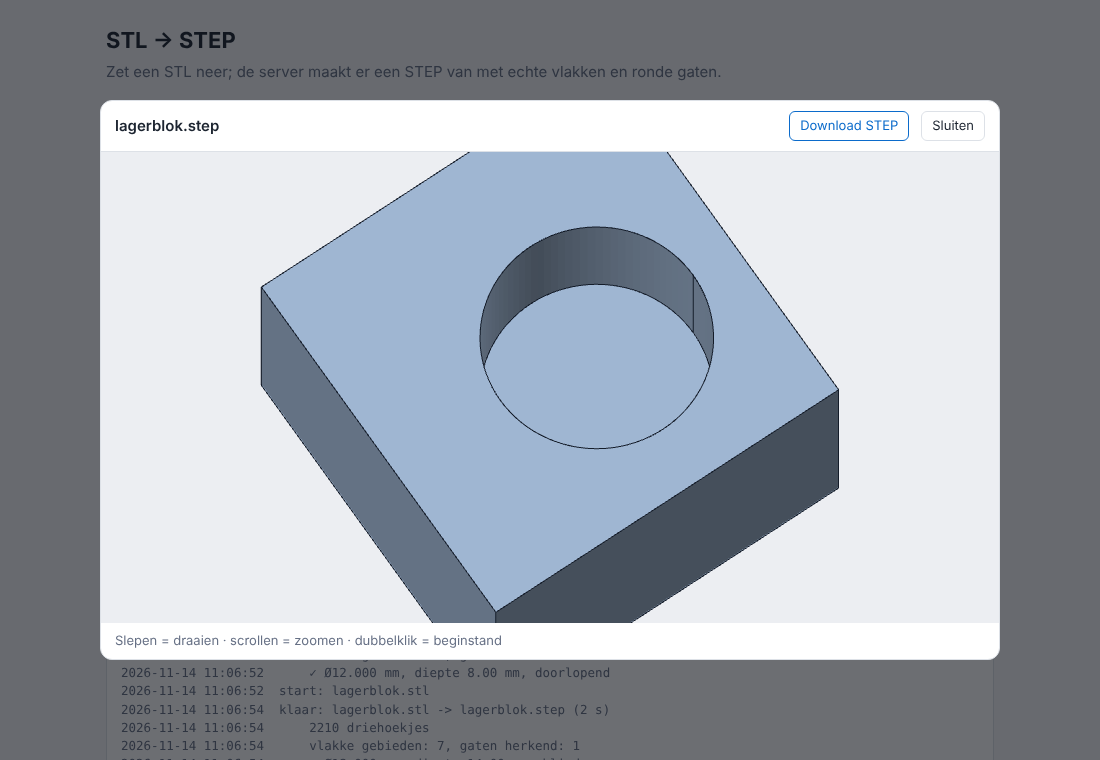 STL → STEP
Zet een STL neer; de server maakt er een STEP van met echte vlakken en ronde gaten.
lagerblok.step
Download STEP
Sluiten
Slepen = draaien · scrollen = zoomen · dubbelklik = beginstand
2026-11-14 11:06:52 ✓ Ø12.000 mm, diepte 8.00 mm, doorlopend
2026-11-14 11:06:52 start: lagerblok.stl
2026-11-14 11:06:54 klaar: lagerblok.stl -> lagerblok.step (2 s)
2026-11-14 11:06:54 2210 driehoekjes
2026-11-14 11:06:54 vlakke gebieden: 7, gaten herkend: 1